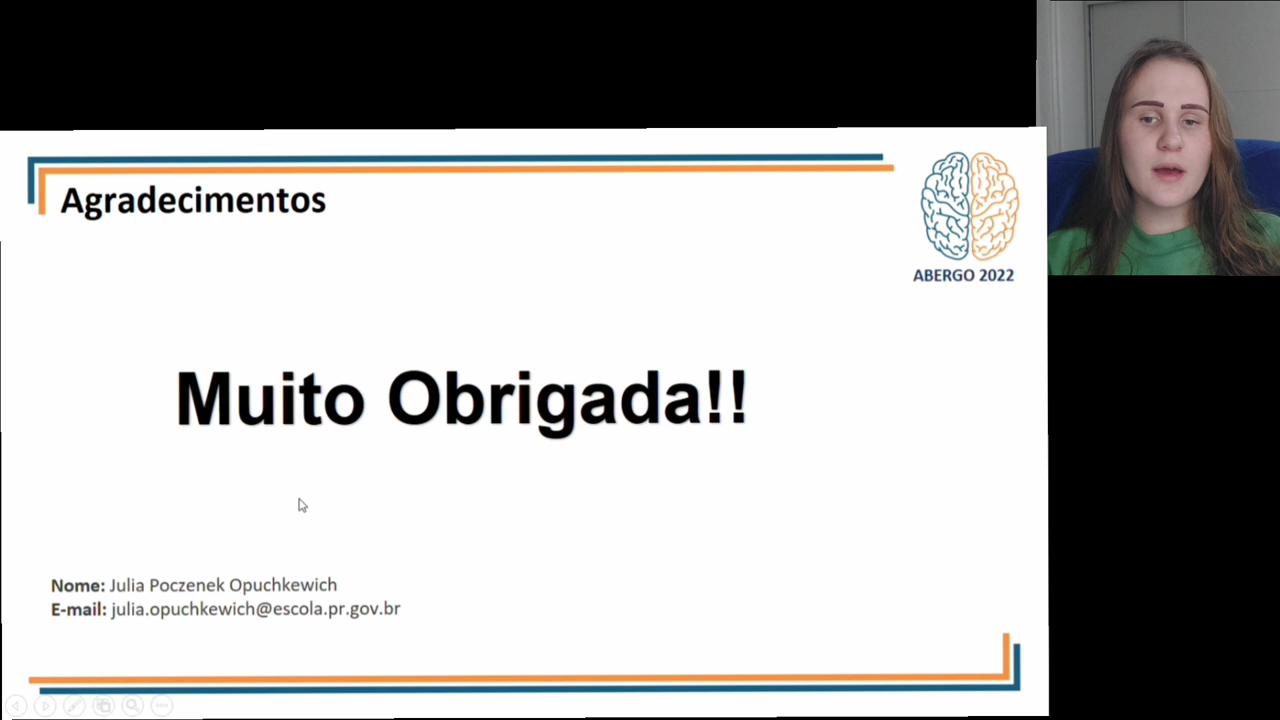 Agradecimentos
ABERGO 2022
Muito Obrigada!!
Nome: Julia Poczenek Opuchkewich
E-mail: julia.opuchkewich@escola.pr.gov.br